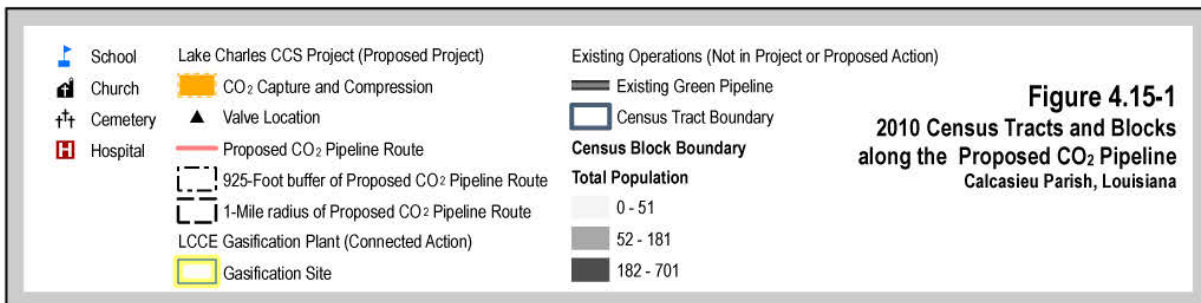 School
Church
Cemetery
H Hospital
Lake Charles CCS Project (Proposed Project)
CO₂ Capture and Compression
Valve Location
Proposed CO₂ Pipeline Route
925-Foot buffer of Proposed CO₂ Pipeline Route
1-Mile radius of Proposed CO₂ Pipeline Route
LCCE Gasification Plant (Connected Action)
Gasification Site
Existing Operations (Not in Project or Proposed Action)
Existing Green Pipeline
Census Tract Boundary
Census Block Boundary
Total Population
0 - 51
52 - 181
182 - 701
Figure 4.15-1
2010 Census Tracts and Blocks
along the Proposed CO₂ Pipeline
Calcasieu Parish, Louisiana